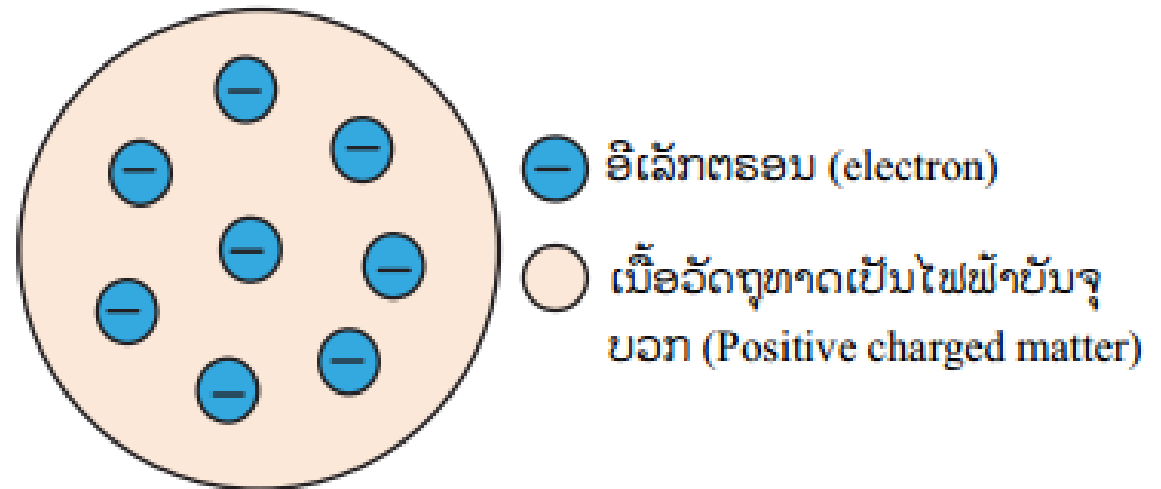 ອີເລັກຕຣອນ (electron)
ເນື້ອວັດຖຸທາດເປັນໄຟຟ້າບັນຈຸ
ບວກ (Positive charged matter)